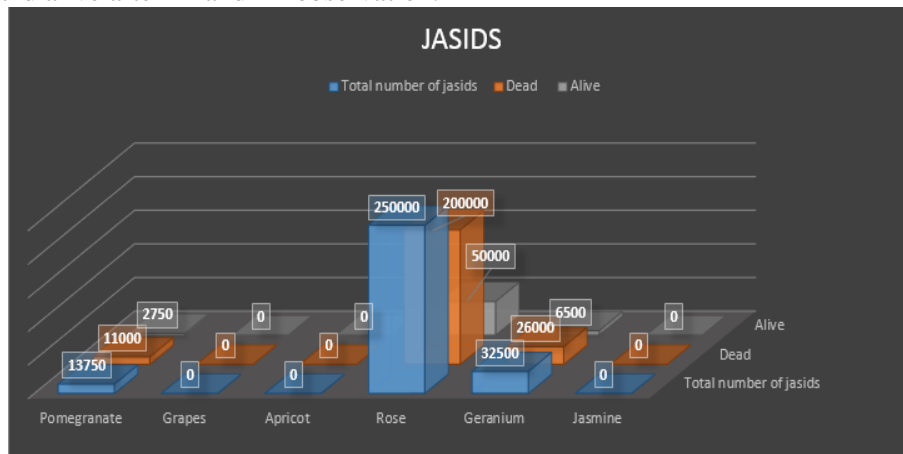 JASIDS
Total number of jasids Dead Alive
250000 200000
50000
2750 0 0 6500 0
11000 0 0 26000 0
13750 0 0 32500 0
Alive
Dead
Total number of jasids
Pomegranate Grapes Apricot Rose Geranium Jasmine